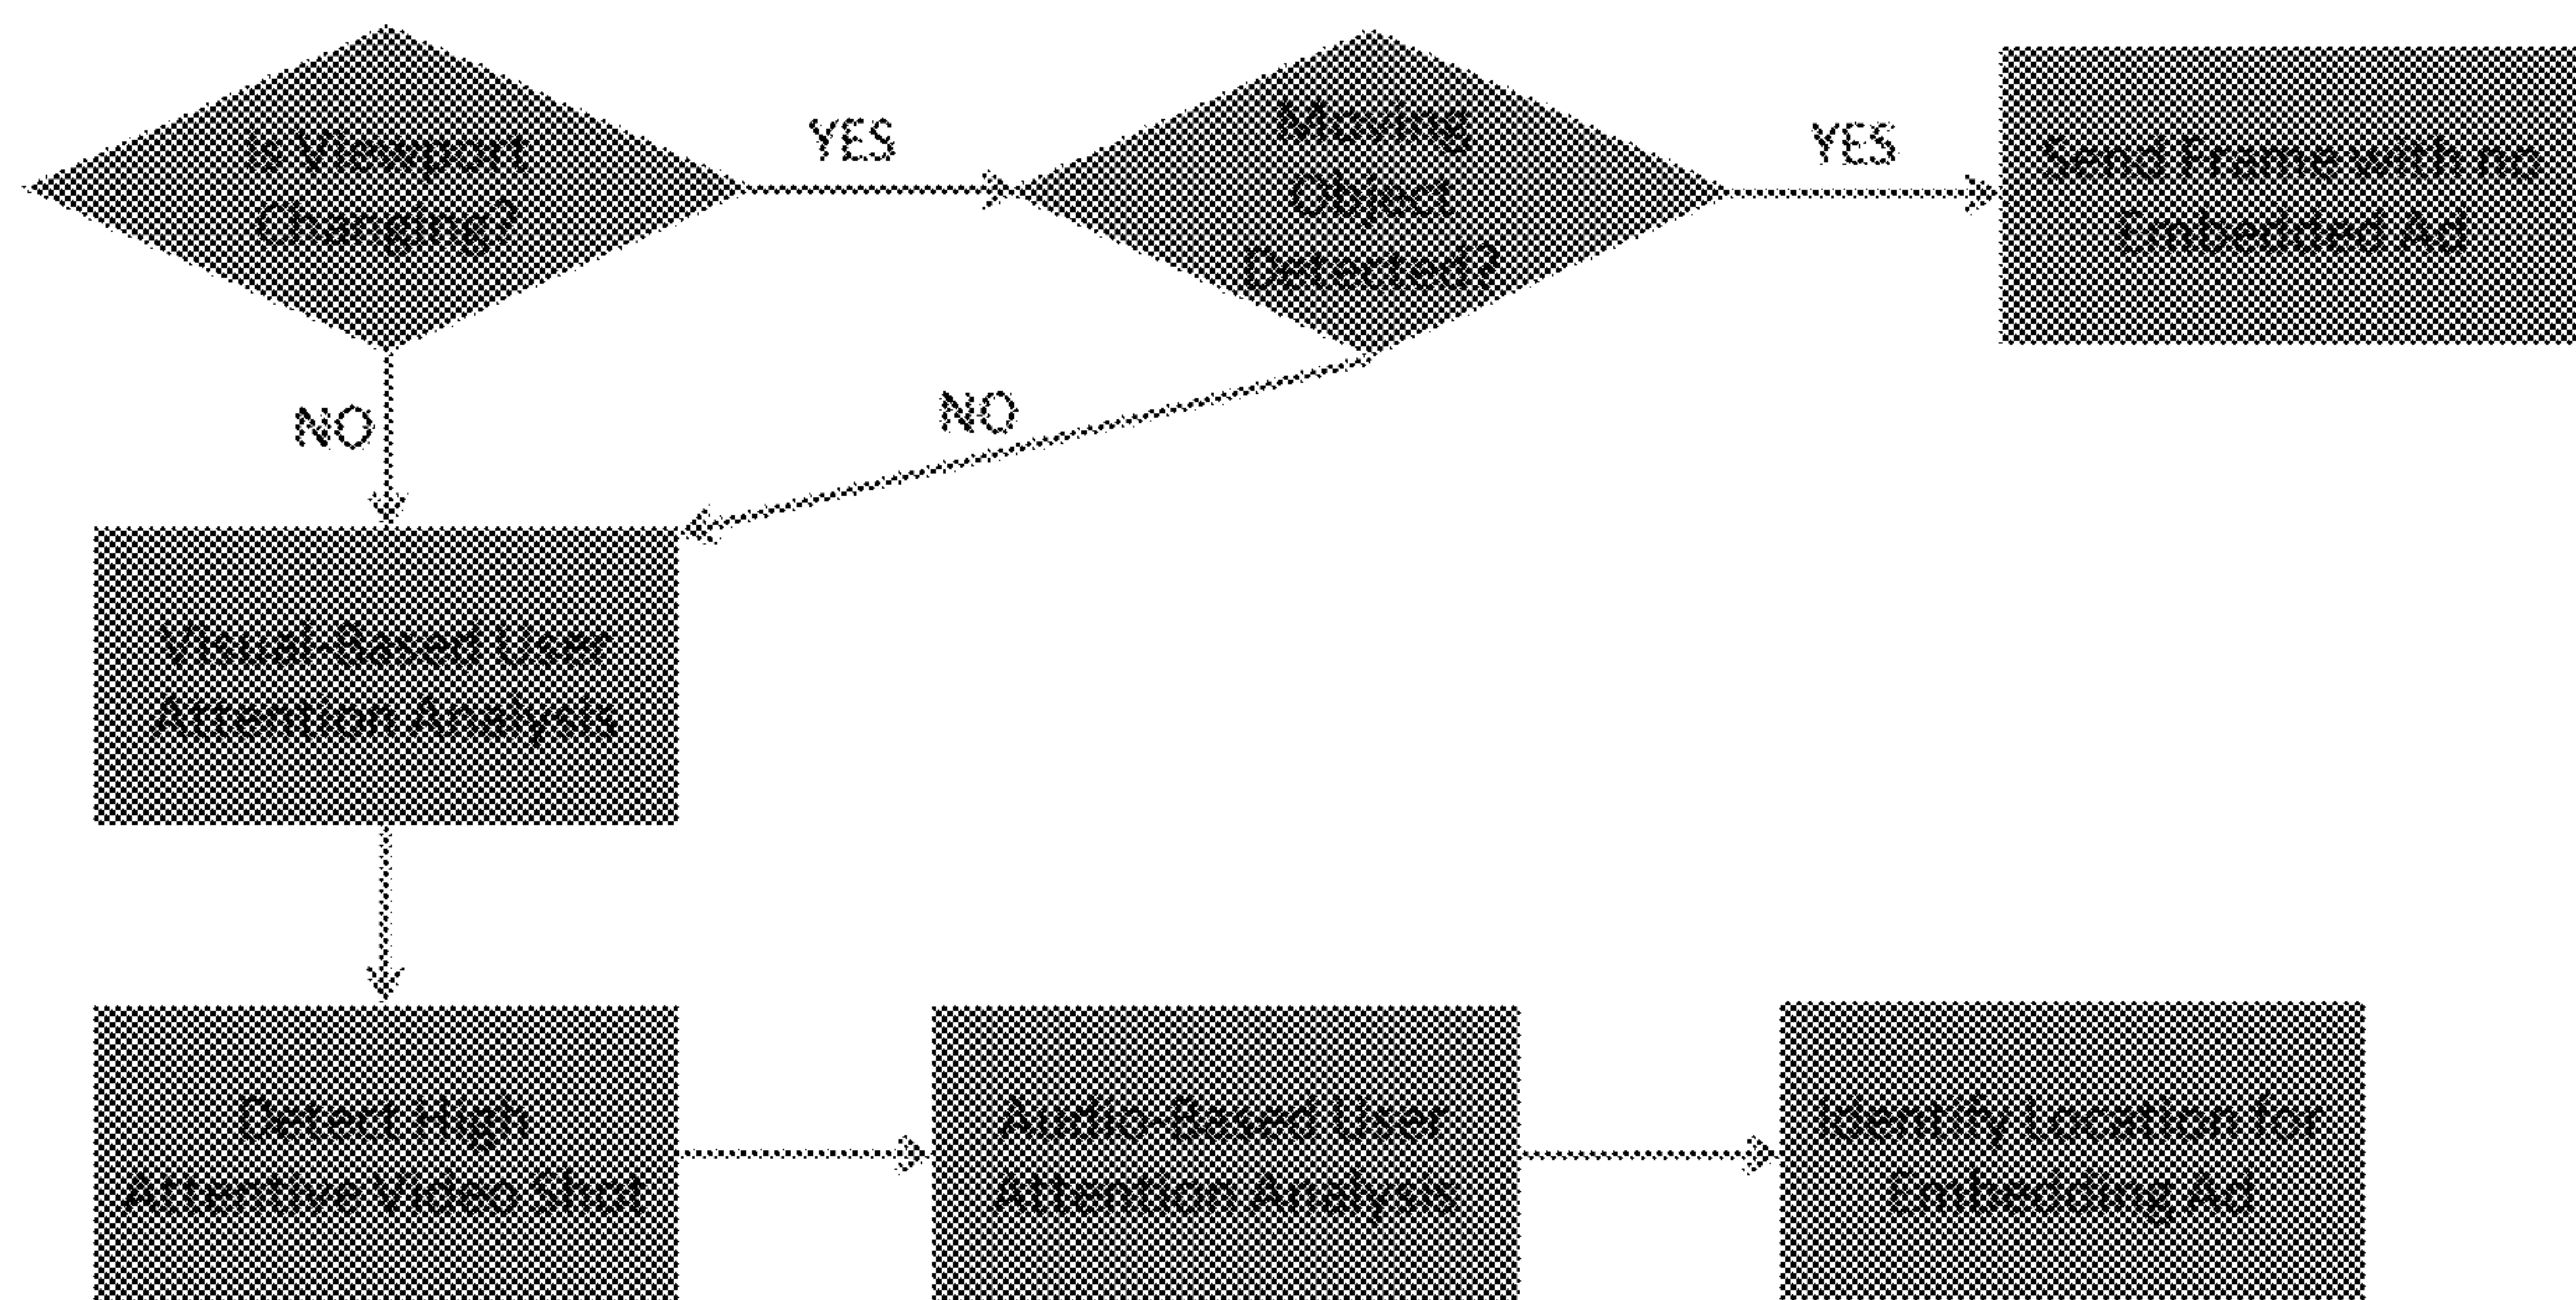 Is Viewport
Changing?
YES
Moving
Object
Detected?
YES
Send Frame with no
Embedded Ad
NO
NO
Visual-Based User
Attention Analysis
Detect High
Attentive Video Shot
Audio-Based User
Attention Analysis
Identify Location for
Embedding Ad